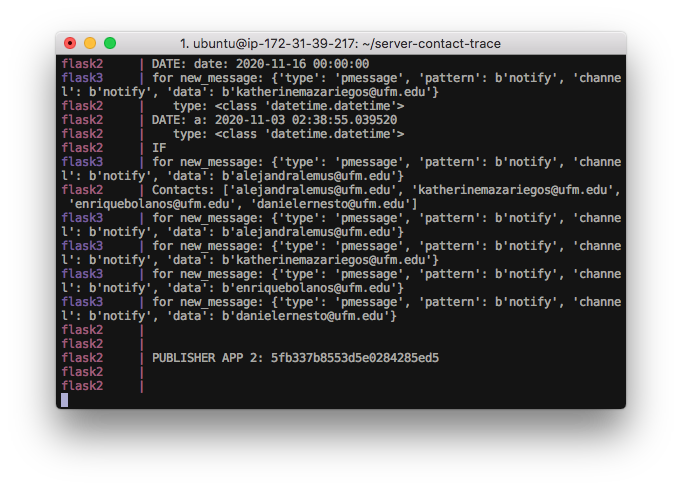 1. ubuntu@ip-172-31-39-217: ~/server-contact-trace
flask2 | DATE: date: 2020-11-16 00:00:00
flask3 | for new_message: {'type': 'pmessage', 'pattern': b'notify', 'channe
l': b'notify', 'data': b'katherinemazariegos@ufm.edu'}
flask2 | type: <class 'datetime.datetime'>
flask2 | DATE: a: 2020-11-03 02:38:55.039520
flask2 | type: <class 'datetime.datetime'>
flask2 | IF
flask3 | for new_message: {'type': 'pmessage', 'pattern': b'notify', 'channe
l': b'notify', 'data': b'alejandralemus@ufm.edu'}
flask2 | Contacts: ['alejandralemus@ufm.edu', 'katherinemazariegos@ufm.edu',
'enriquebolanos@ufm.edu', 'danielernesto@ufm.edu']
flask3 | for new_message: {'type': 'pmessage', 'pattern': b'notify', 'channe
l': b'notify', 'data': b'alejandralemus@ufm.edu'}
flask3 | for new_message: {'type': 'pmessage', 'pattern': b'notify', 'channe
l': b'notify', 'data': b'katherinemazariegos@ufm.edu'}
flask3 | for new_message: {'type': 'pmessage', 'pattern': b'notify', 'channe
l': b'notify', 'data': b'enriquebolanos@ufm.edu'}
flask3 | for new_message: {'type': 'pmessage', 'pattern': b'notify', 'channe
l': b'notify', 'data': b'danielernesto@ufm.edu'}
flask2 |
flask2 |
flask2 | PUBLISHER APP 2: 5fb337b8553d5e0284285ed5
flask2 |
flask2 |